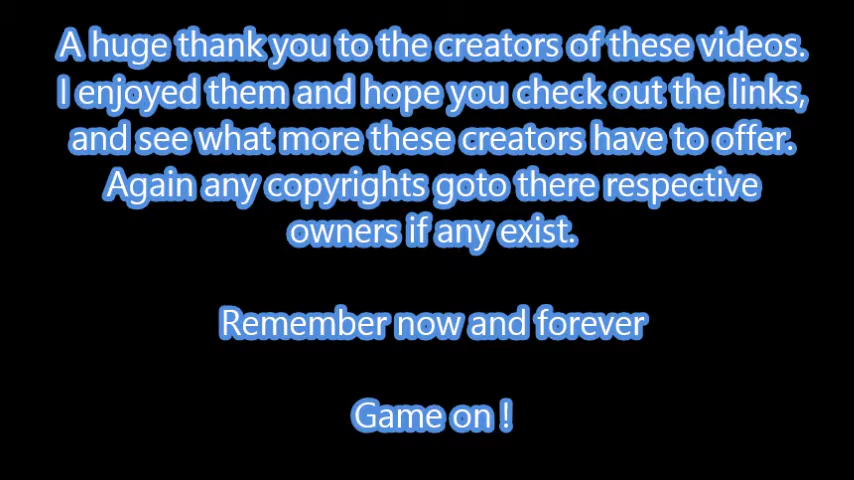 A huge thank you to the creators of these videos.
I enjoyed them and hope you check out the links,
and see what more these creators have to offer.
Again any copyrights goto there respective
owners if any exist.
Remember now and forever
Game on !